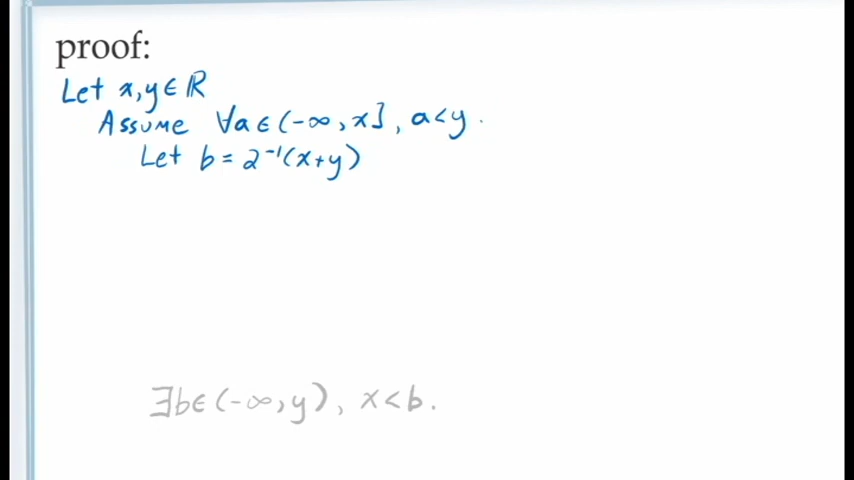 proof:
Let x,y ∈ ℝ
Assume ∀a ∈ (-∞, x], a < y.
Let b = 2⁻¹(x+y)
∃b ∈ (-∞, y), x < b.